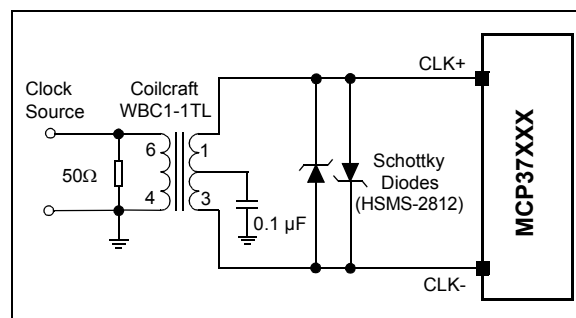 Clock
Source
Coilcraft
WBC1-1TL
50Ω
6
4
1
3
0.1 µF
Schottky
Diodes
(HSMS-2812)
CLK+
CLK-
MCP37XXX